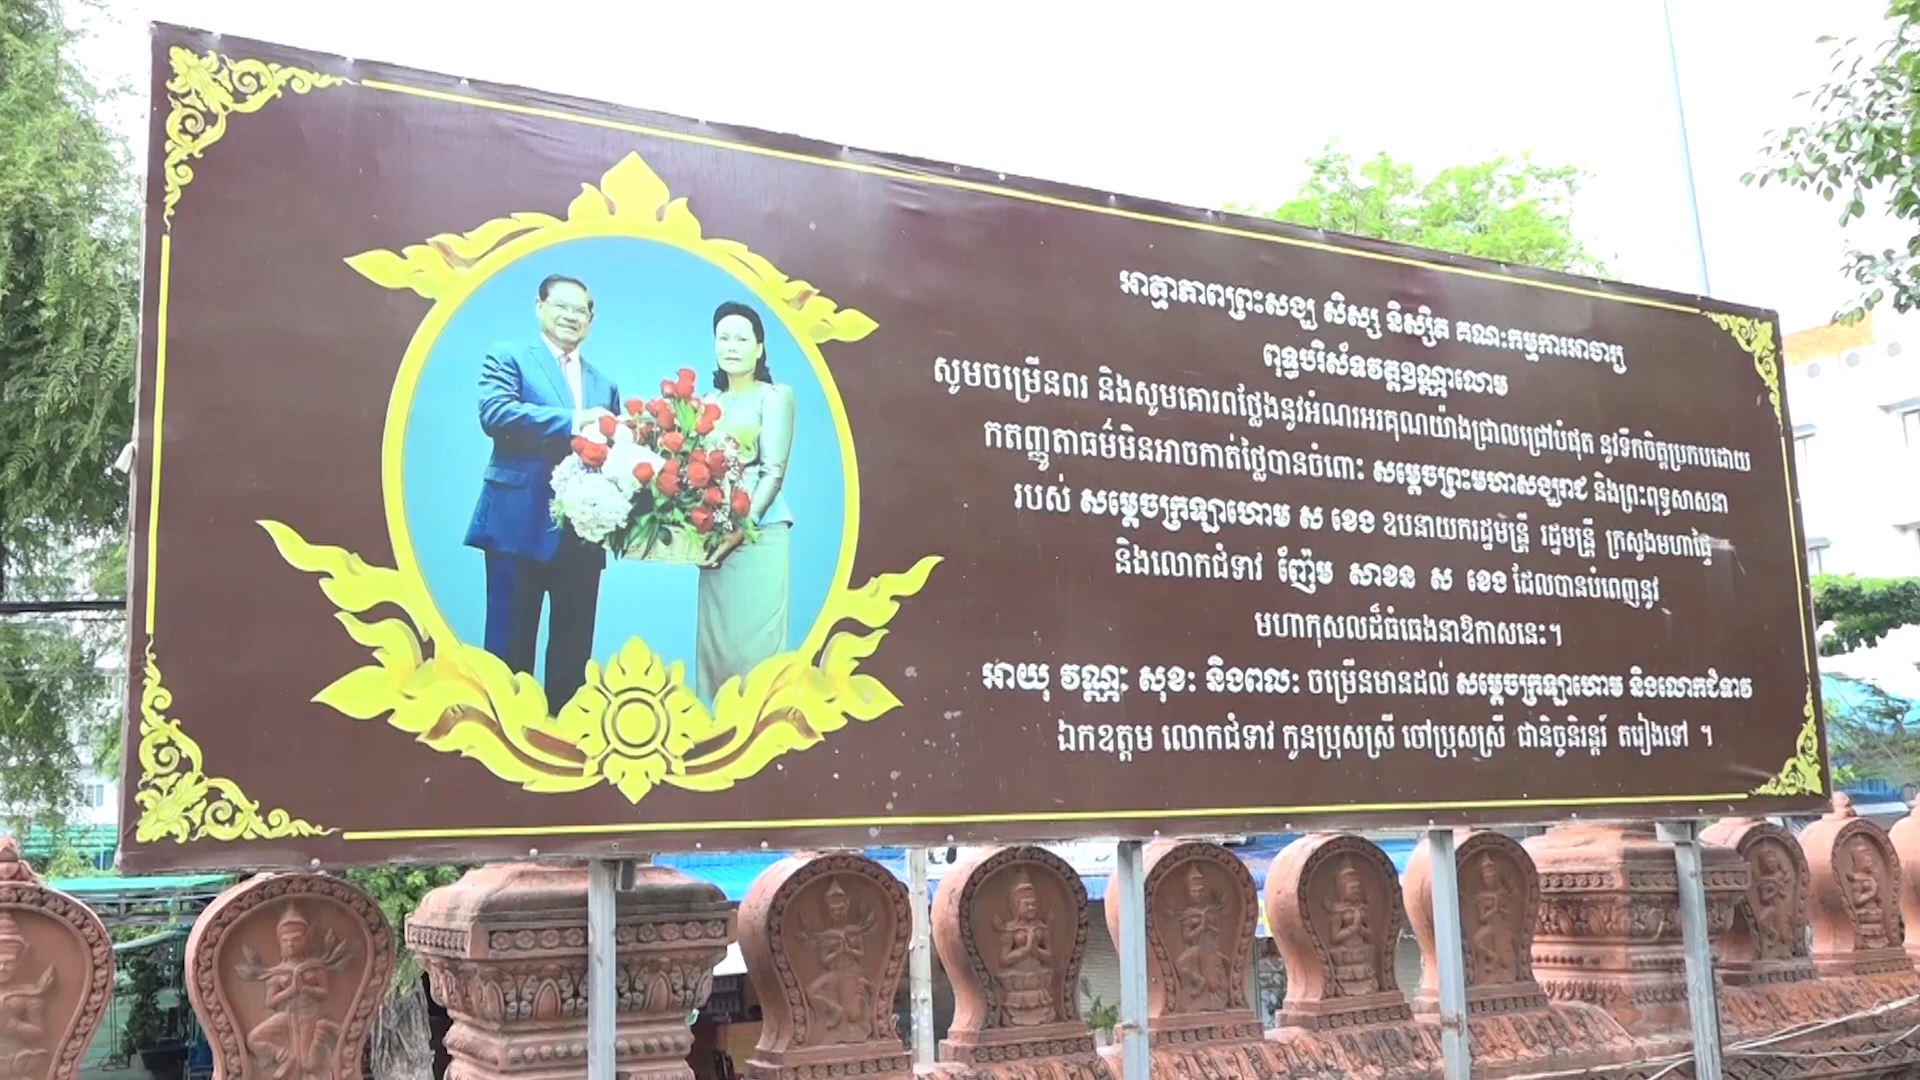 អាត្មាភាពព្រះសង្ឃ សិស្ស និស្សិត គណៈកម្មការអាចារ្យ
ពុទ្ធបរិស័ទវត្តឧណ្ណាលោម
សូមចម្រើនពរ និងសូមគោរពថ្លែងនូវអំណរអរគុណយ៉ាងជ្រាលជ្រៅបំផុត នូវទឹកចិត្តប្រកបដោយ
កតញ្ញូតាធម៌មិនអាចកាត់ថ្លៃបានចំពោះ សម្តេចព្រះមហាសង្ឃរាជ និងព្រះពុទ្ធសាសនា
របស់ សម្តេចក្រឡាហោម ស ខេង ឧបនាយករដ្ឋមន្ត្រី រដ្ឋមន្ត្រី ក្រសួងមហាផ្ទៃ
និងលោកជំទាវ ញ៉ែម សាខន ស ខេង ដែលបានបំពេញនូវ
មហាកុសលដ៏ធំធេងនាឱកាសនេះ។
អាយុ វណ្ណៈ សុខៈ និងពលៈ ចម្រើនមានដល់ សម្តេចក្រឡាហោម និងលោកជំទាវ
ឯកឧត្តម លោកជំទាវ កូនប្រុសស្រី ចៅប្រុសស្រី ជានិច្ចនិរន្តរ៍ តរៀងទៅ ។